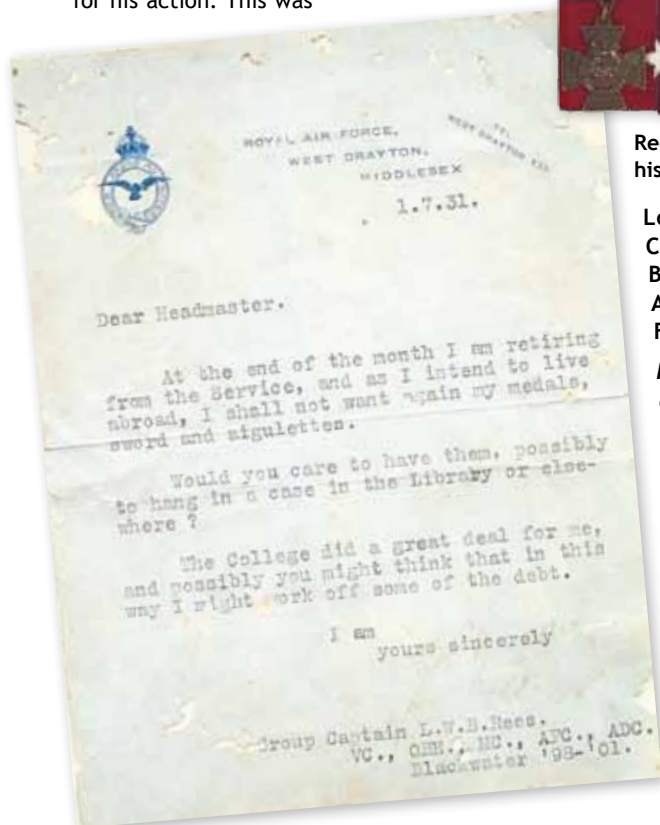 for his action. This was
ROYAL AIR FORCE,
WEST DRAYTON,
MIDDLESEX
WEST DRAYTON
1.7.31.
Dear Headmaster.
At the end of the month I am retiring
from the Service, and as I intend to live
abroad, I shall not want again my medals,
sword and aigulettes.
Would you care to have them, possibly
to hang in a case in the Library or else-
where ?
The College did a great deal for me,
and possibly you might think that in this
way I might work off some of the debt.
I am
yours sincerely
Group Captain L.W.B.Rees.
VC., OBE., MC., AFC., ADC.
Blackwater '98-'01.
his